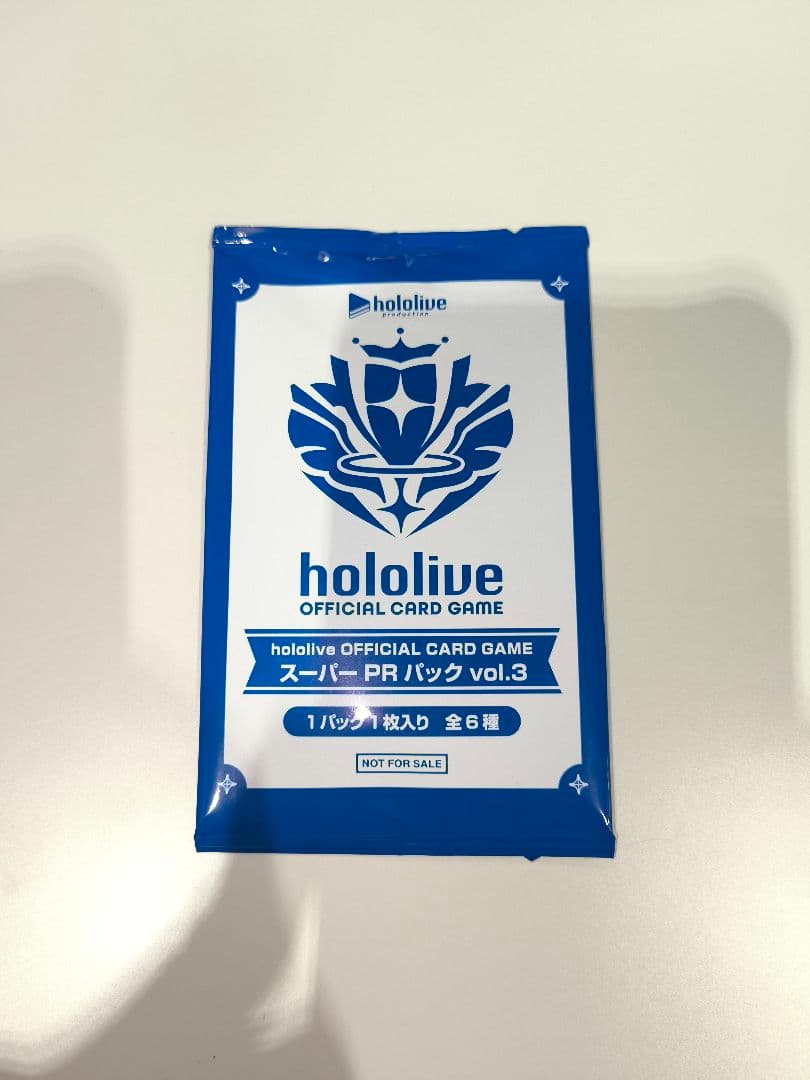 hololive
production
hololive
OFFICIAL CARD GAME
hololive OFFICIAL CARD GAME
スーパー PR パック vol.3
1パック1枚入り 全6種
NOT FOR SALE